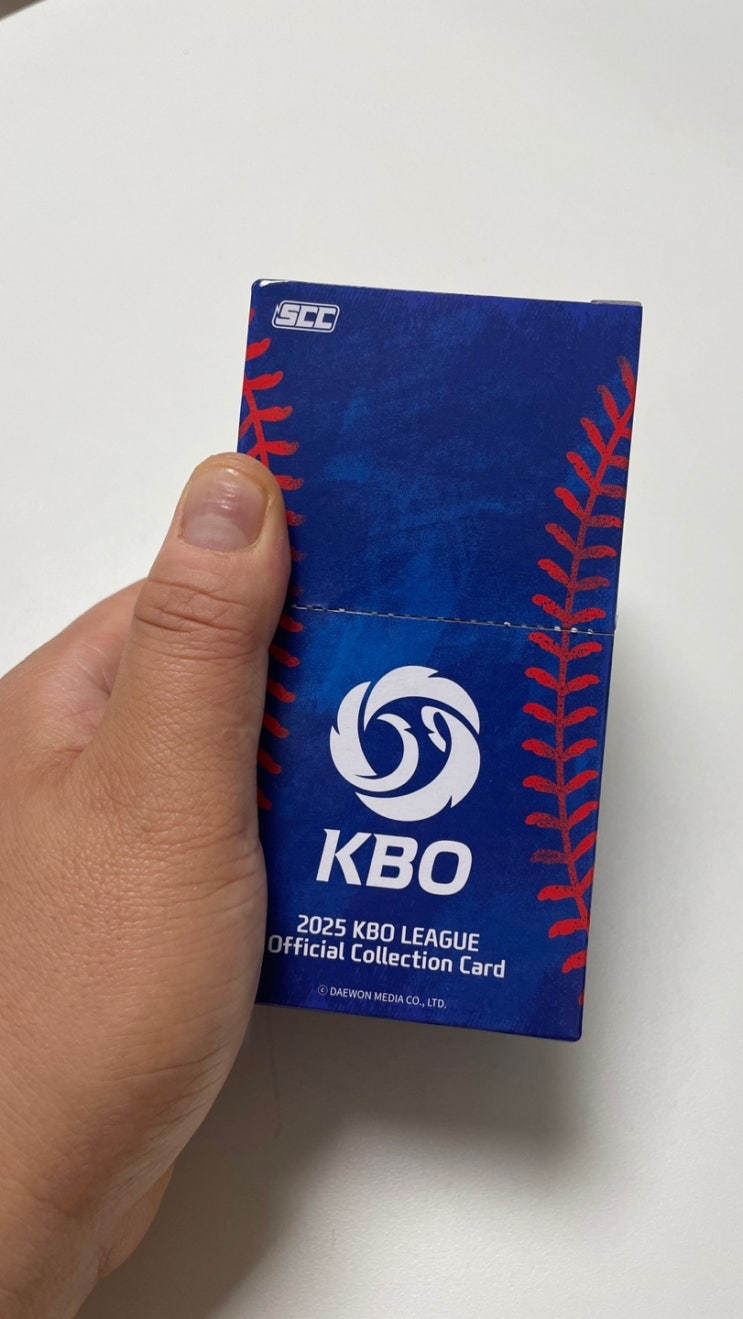 SCC
KBO
2025 KBO LEAGUE
Official Collection Card
ⓒ DAEWON MEDIA CO., LTD.